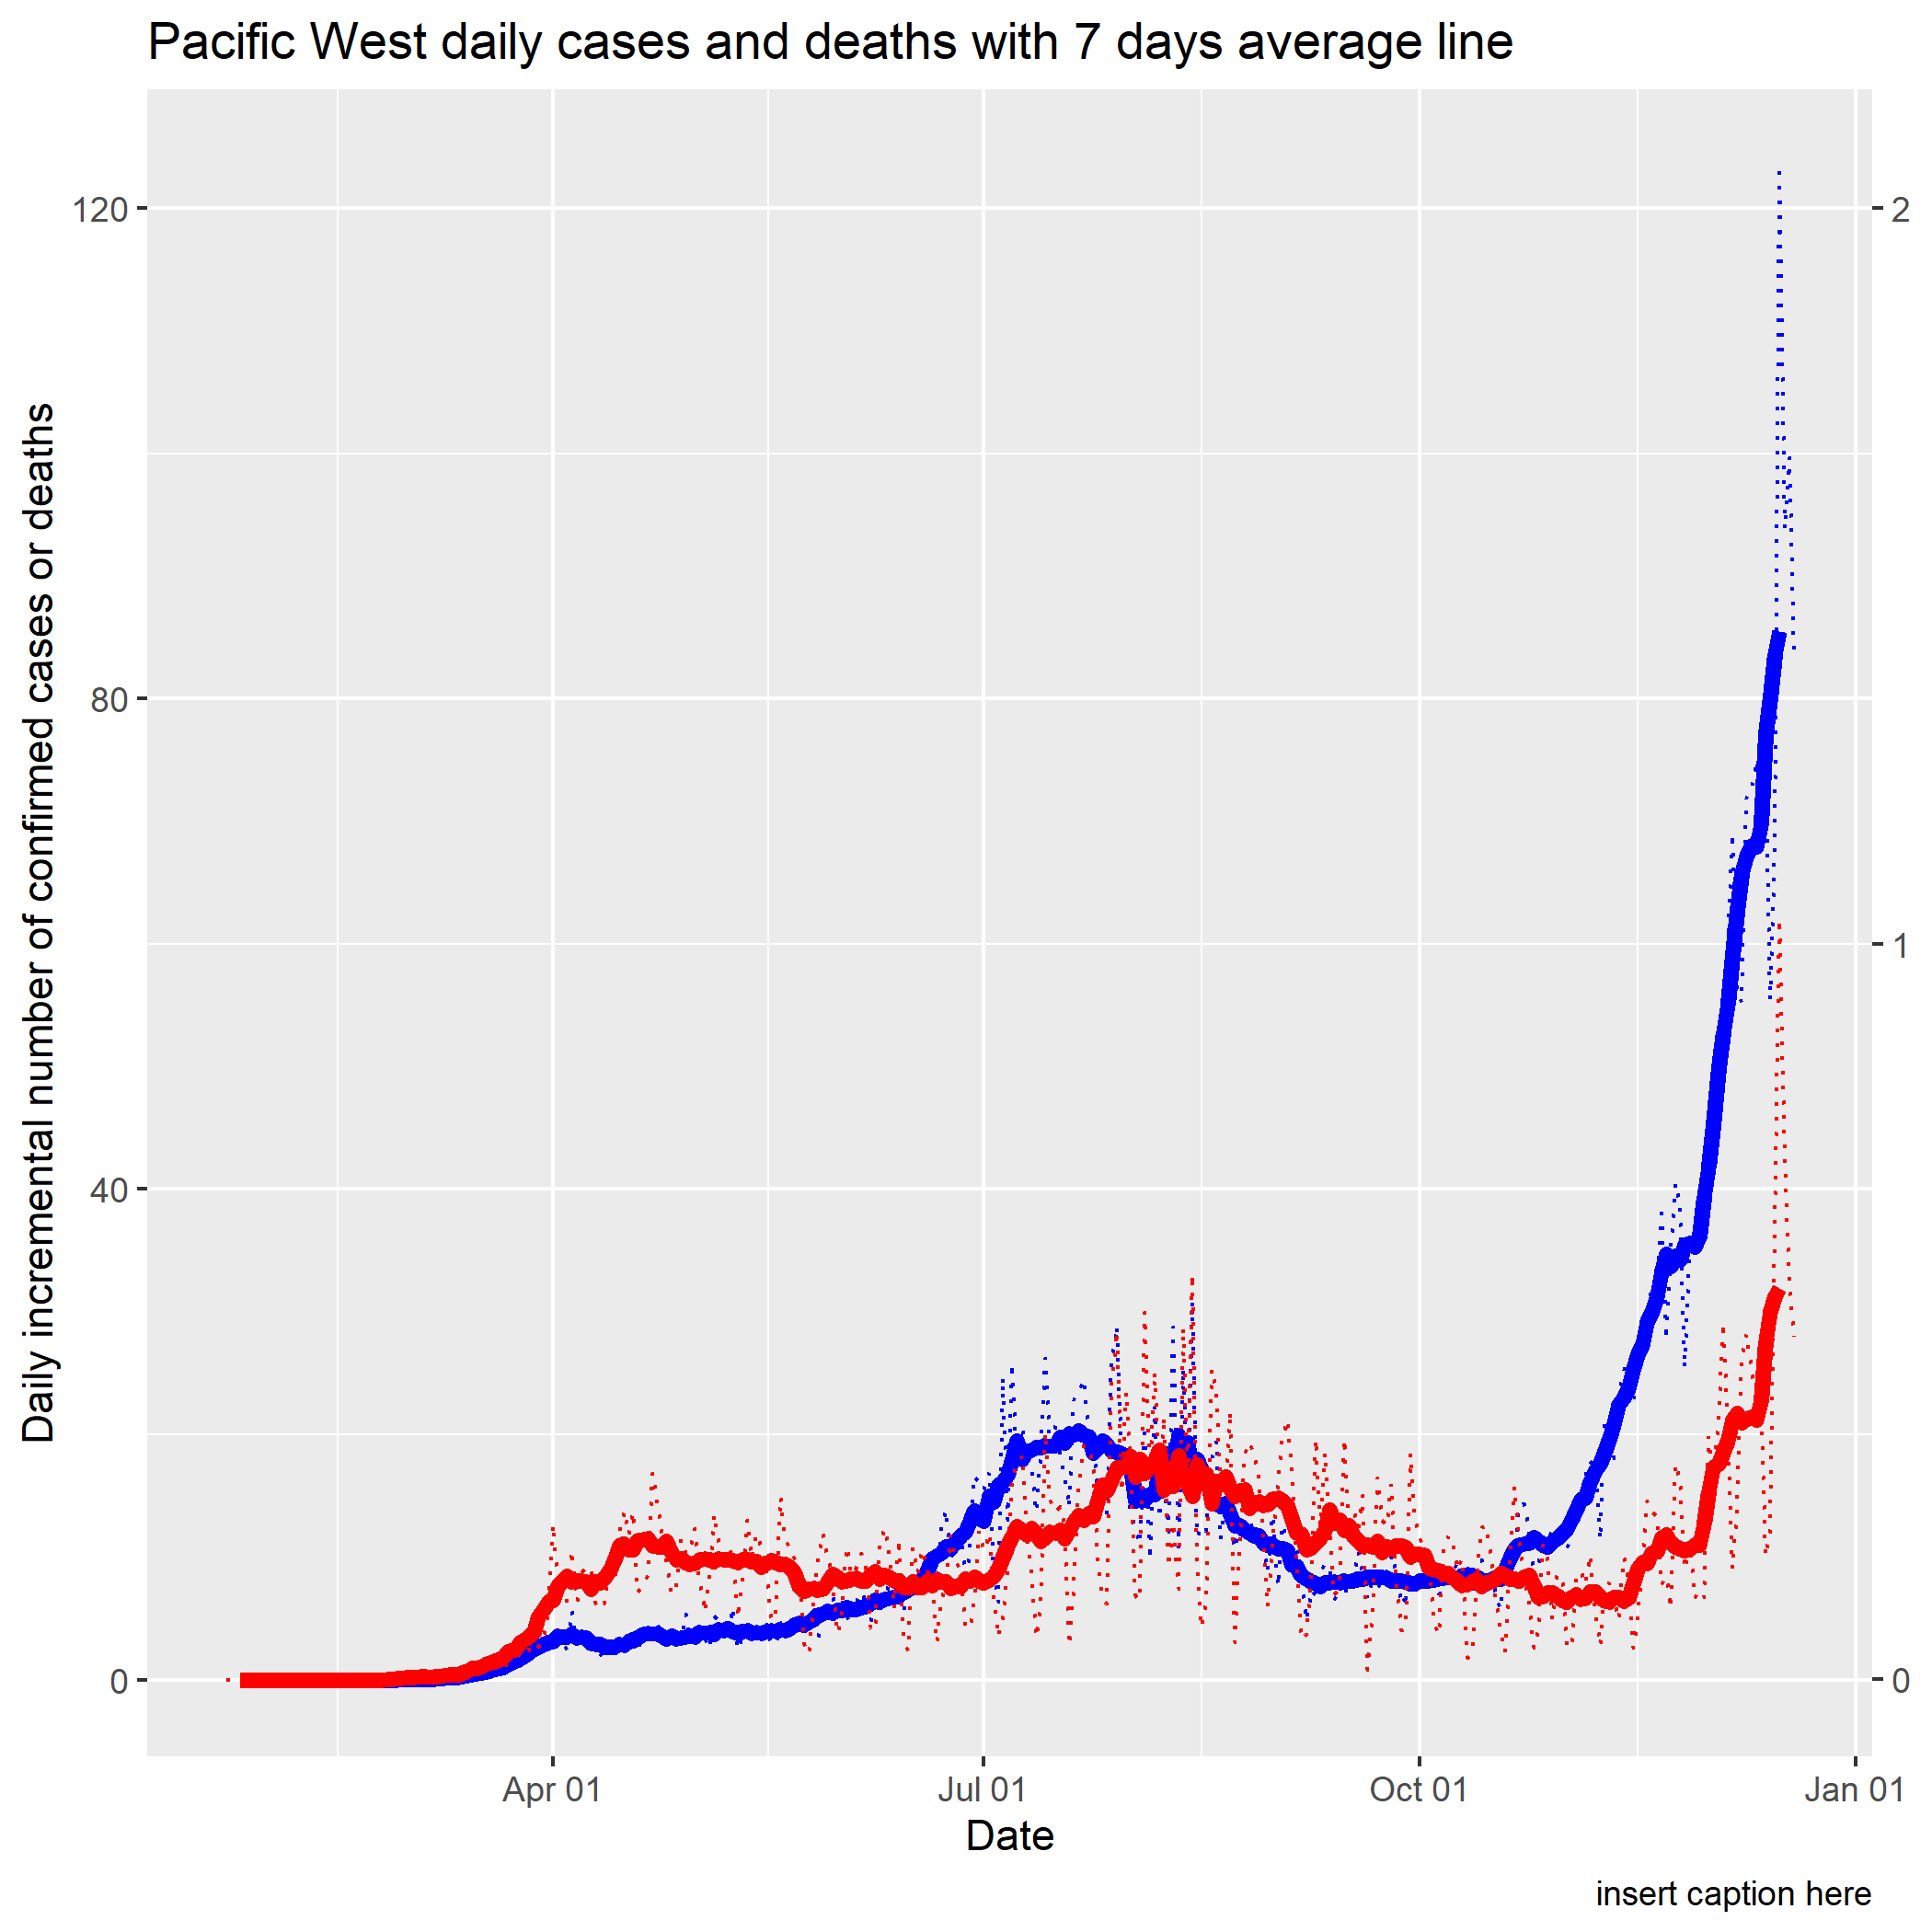 Pacific West daily cases and deaths with 7 days average line
Daily incremental number of confirmed cases or deaths
120
80
40
0
2
1
0
Apr 01
Jul 01
Oct 01
Jan 01
Date
insert caption here